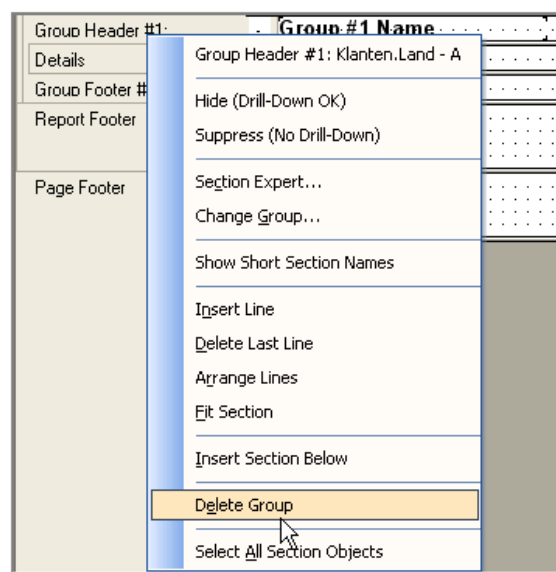 Group Header #1:
Group #1 Name
Details
Group Footer #
Report Footer
Page Footer
Group Header #1: Klanten.Land - A
Hide (Drill-Down OK)
Suppress (No Drill-Down)
Section Expert...
Change Group...
Show Short Section Names
Insert Line
Delete Last Line
Arrange Lines
Fit Section
Insert Section Below
Delete Group
Select All Section Objects